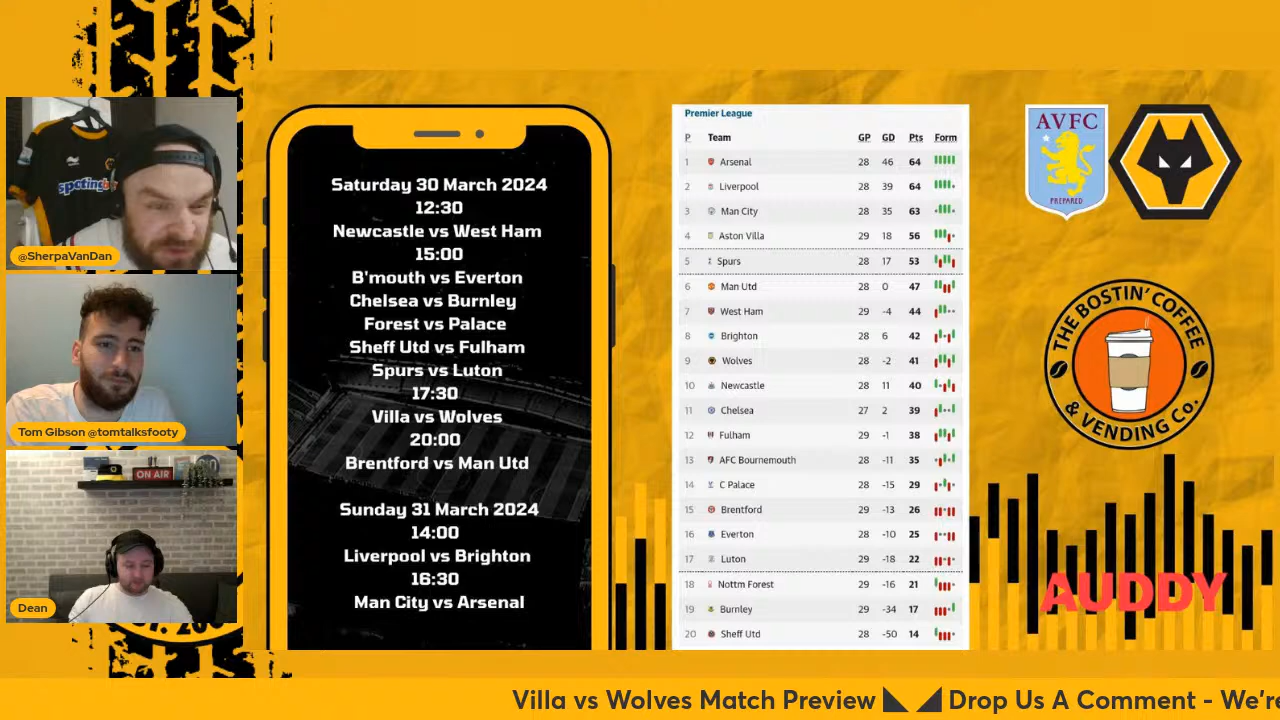 @SherpaVanDan
Tom Gibson @tomtalksfooty
ON AIR
Dean
Saturday 30 March 2024
12:30
Newcastle vs West Ham
15:00
B'mouth vs Everton
Chelsea vs Burnley
Forest vs Palace
Sheff Utd vs Fulham
Spurs vs Luton
17:30
Villa vs Wolves
20:00
Brentford vs Man Utd
Sunday 31 March 2024
14:00
Liverpool vs Brighton
16:30
Man City vs Arsenal
Premier League
P Team GP GD Pts Form
1 Arsenal 28 46 64
2 Liverpool 28 39 64
3 Man City 28 35 63
4 Aston Villa 29 18 56
5 Spurs 28 17 53
6 Man Utd 28 0 47
7 West Ham 29 -4 44
8 Brighton 28 6 42
9 Wolves 28 -2 41
10 Newcastle 28 11 40
11 Chelsea 27 2 39
12 Fulham 29 -1 38
13 AFC Bournemouth 28 -11 35
14 C Palace 28 -15 29
15 Brentford 29 -13 26
16 Everton 28 -10 25
17 Luton 29 -18 22
18 Nottm Forest 29 -16 21
19 Burnley 29 -34 17
20 Sheff Utd 28 -50 14
AVFC
PREPARED
THE BOSTIN' COFFEE
& VENDING CO.
AUDDY
Villa vs Wolves Match Preview Drop Us A Comment - We're